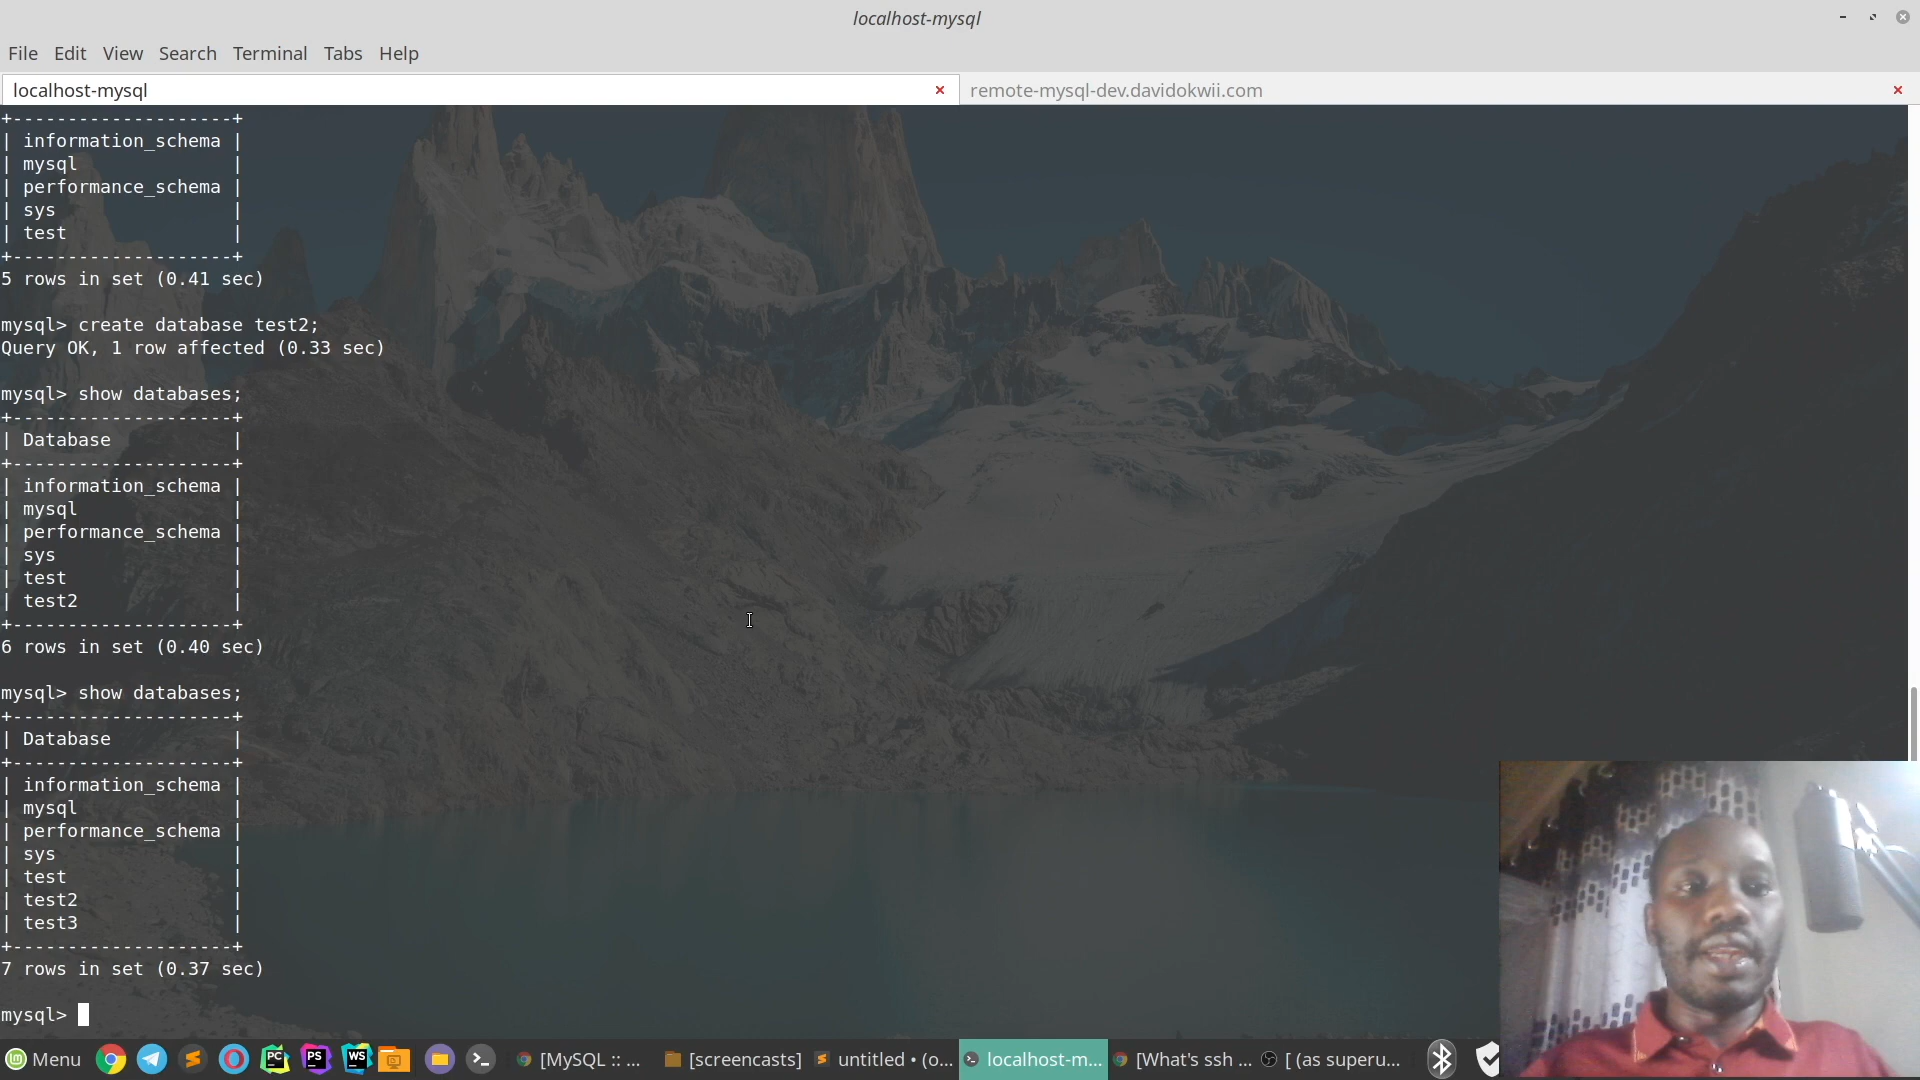 localhost-mysql
File Edit View Search Terminal Tabs Help
localhost-mysql
remote-mysql-dev.davidokwii.com
+--------------------+
| information_schema |
| mysql              |
| performance_schema |
| sys                |
| test               |
+--------------------+
5 rows in set (0.41 sec)
mysql> create database test2;
Query OK, 1 row affected (0.33 sec)
mysql> show databases;
+--------------------+
| Database           |
+--------------------+
| information_schema |
| mysql              |
| performance_schema |
| sys                |
| test               |
| test2              |
+--------------------+
6 rows in set (0.40 sec)
mysql> show databases;
+--------------------+
| Database           |
+--------------------+
| information_schema |
| mysql              |
| performance_schema |
| sys                |
| test               |
| test2              |
| test3              |
+--------------------+
7 rows in set (0.37 sec)
mysql>
Menu PC PS WS [MySQL :: ... [screencasts] untitled • (o... localhost-m... [What's ssh ... [ (as superu...